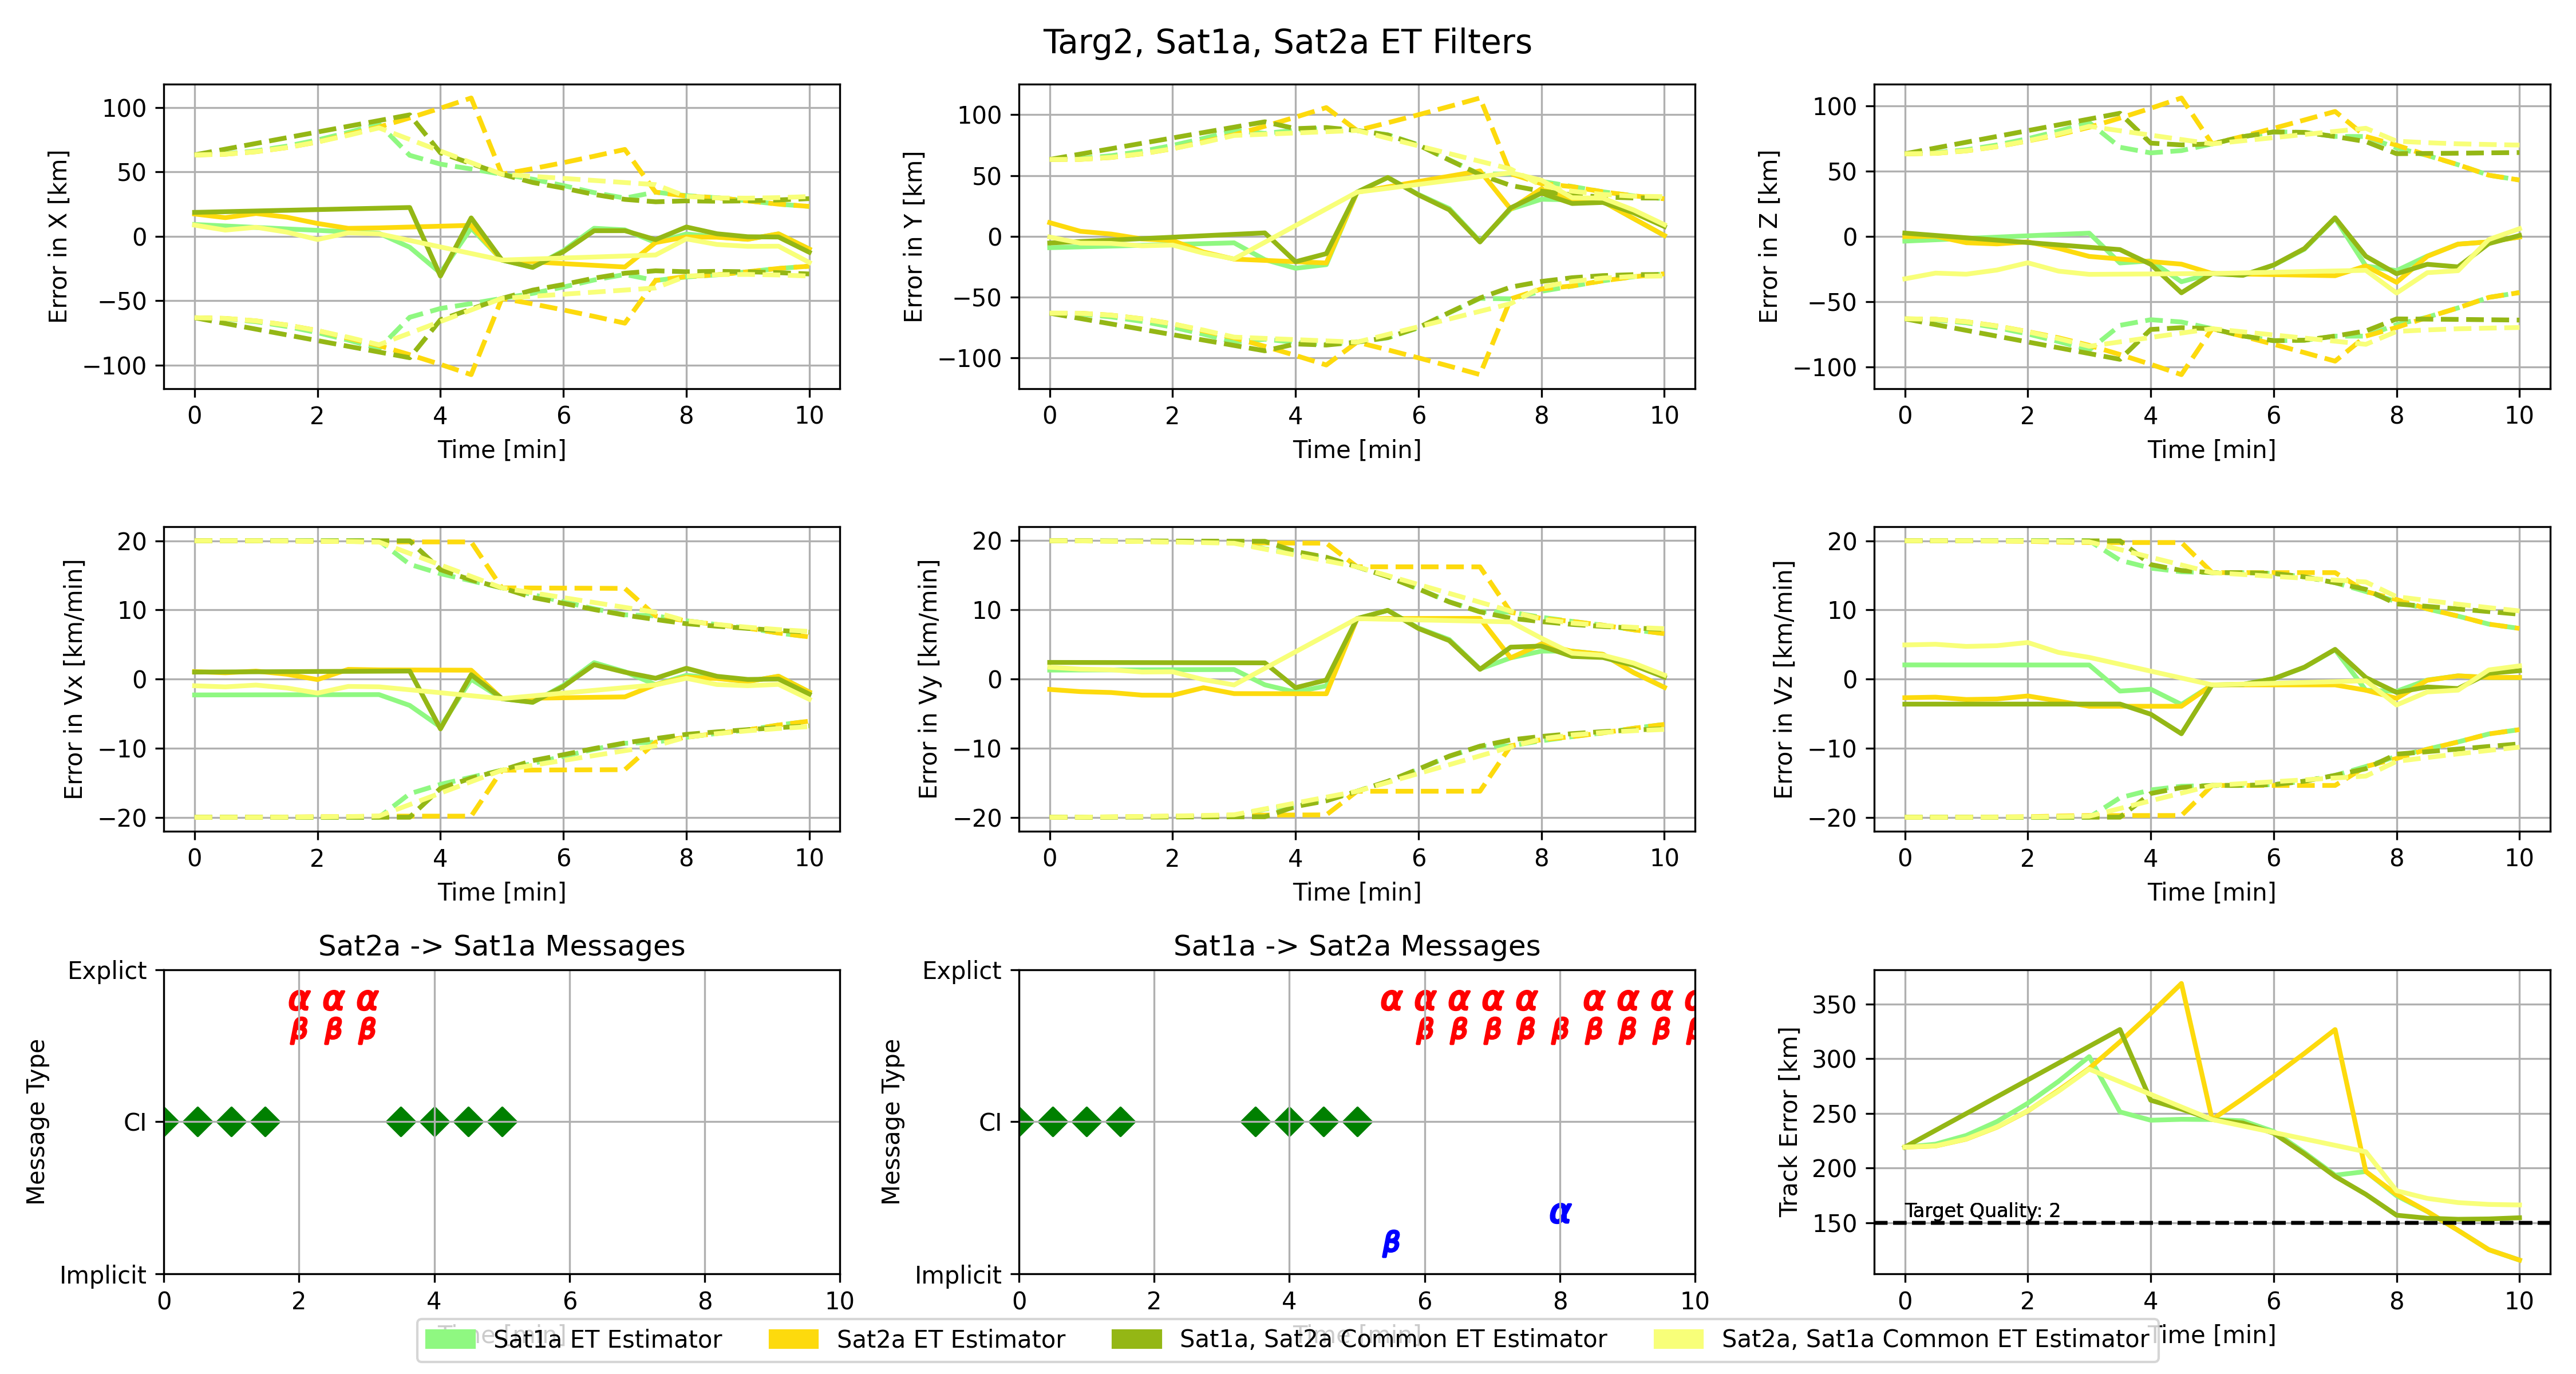 Targ2, Sat1a, Sat2a ET Filters
Error in X [km]
100
50
0
−50
−100
0 2 4 6 8 10
Time [min]
Error in Y [km]
100
50
0
−50
−100
0 2 4 6 8 10
Time [min]
Error in Z [km]
100
50
0
−50
−100
0 2 4 6 8 10
Time [min]
Error in Vx [km/min]
20
10
0
−10
−20
0 2 4 6 8 10
Time [min]
Error in Vy [km/min]
20
10
0
−10
−20
0 2 4 6 8 10
Time [min]
Error in Vz [km/min]
20
10
0
−10
−20
0 2 4 6 8 10
Time [min]
Sat2a -> Sat1a Messages
Message Type
Explict
α α α
β β β
CI
Implicit
0 2 4 6 8 10
Time [min]
Sat1a -> Sat2a Messages
Message Type
Explict
α α α α α α α α α
β β β β β β β β β
CI
α
β
Implicit
0 2 4 6 8 10
Time [min]
Track Error [km]
350
300
250
200
150
Target Quality: 2
0 2 4 6 8 10
Time [min]
Sat1a ET Estimator Sat2a ET Estimator Sat1a, Sat2a Common ET Estimator Sat2a, Sat1a Common ET Estimator